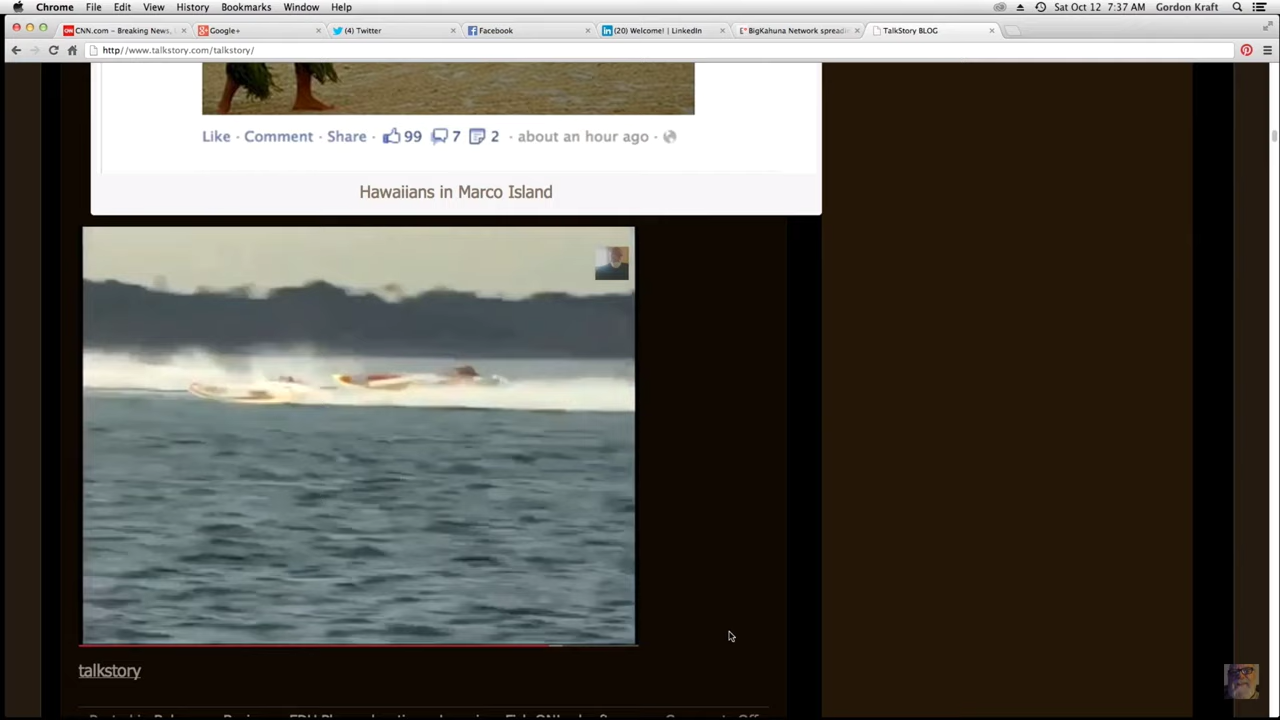 Chrome File Edit View History Bookmarks Window Help Sat Oct 12 7:37 AM Gordon Kraft
CNN.com – Breaking News, Google+ (4) Twitter Facebook (20) Welcome! | LinkedIn BigKahuna Network spreadi TalkStory BLOG
http://www.talkstory.com/talkstory/
Like · Comment · Share · 99 7 2 · about an hour ago ·
Hawaiians in Marco Island
talkstory